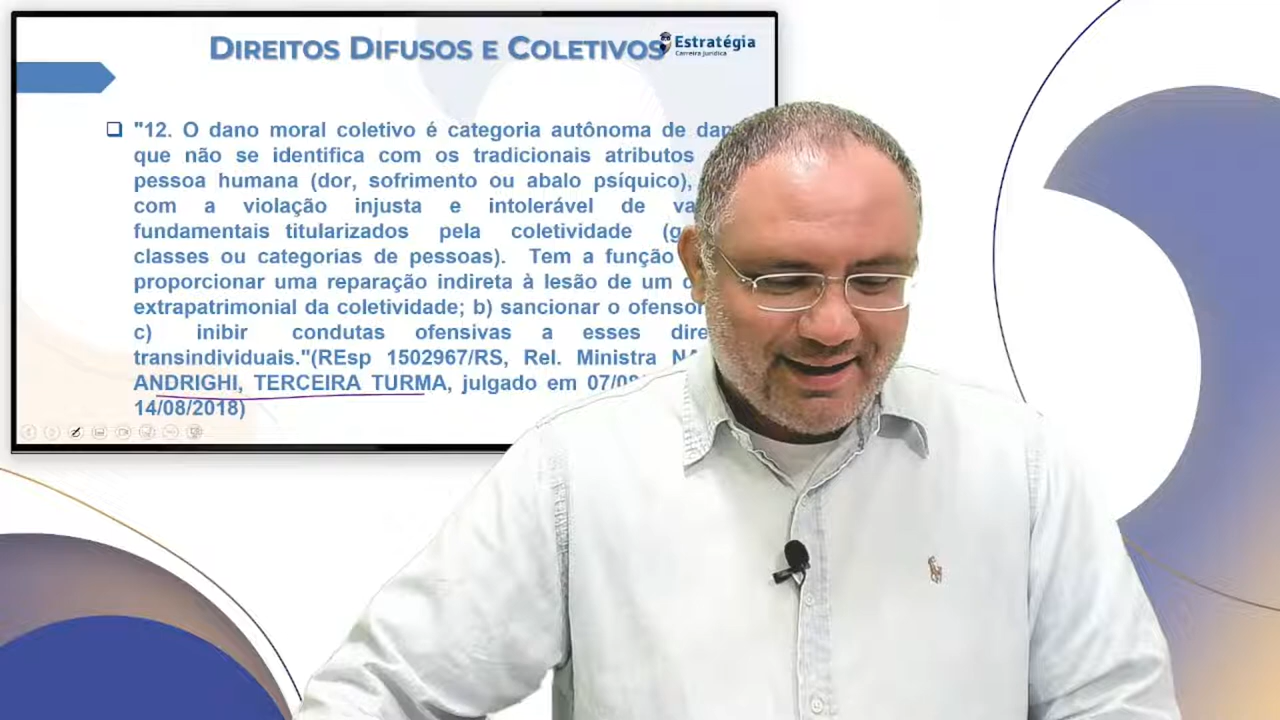 DIREITOS DIFUSOS E COLETIVOS
Estratégia
Carreira Jurídica
"12. O dano moral coletivo é categoria autônoma de
que não se identifica com os tradicionais atributos
pessoa humana (dor, sofrimento ou abalo psíquico),
com a violação injusta e intolerável de
fundamentais titularizados pela coletividade
classes ou categorias de pessoas). Tem a função
proporcionar uma reparação indireta à lesão de um
extrapatrimonial da coletividade; b) sancionar o ofensor
c) inibir condutas ofensivas a esses
transindividuais."(REsp 1502967/RS, Rel. Ministra
ANDRIGHI, TERCEIRA TURMA, julgado em
14/08/2018)